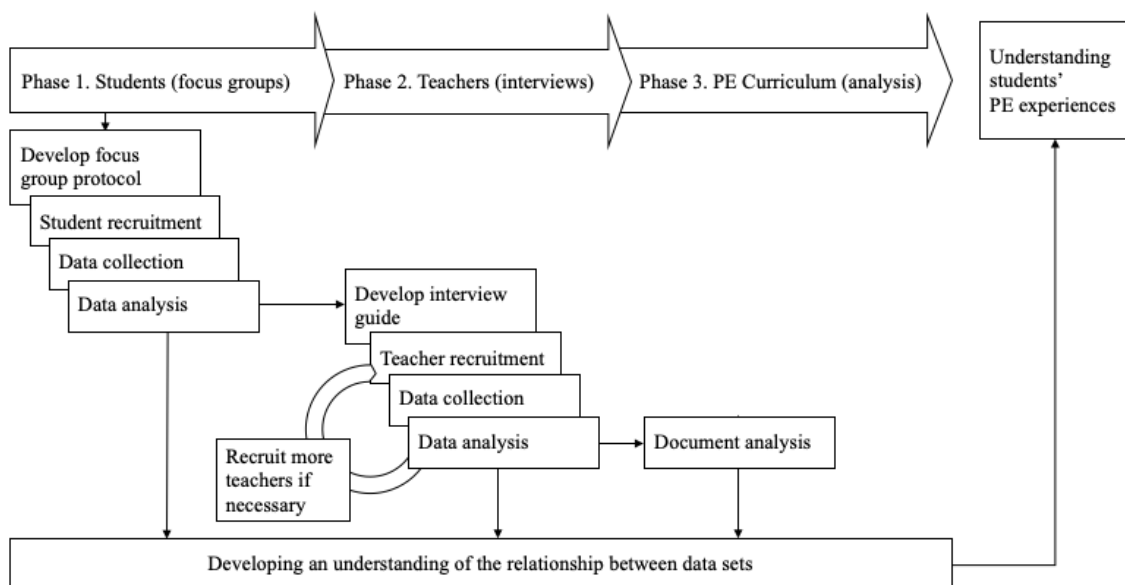 Phase 1. Students (focus groups)
Phase 2. Teachers (interviews)
Phase 3. PE Curriculum (analysis)
Understanding
students’
PE experiences
Develop focus
group protocol
Student recruitment
Data collection
Data analysis
Develop interview
guide
Teacher recruitment
Data collection
Data analysis
Recruit more
teachers if
necessary
Document analysis
Developing an understanding of the relationship between data sets